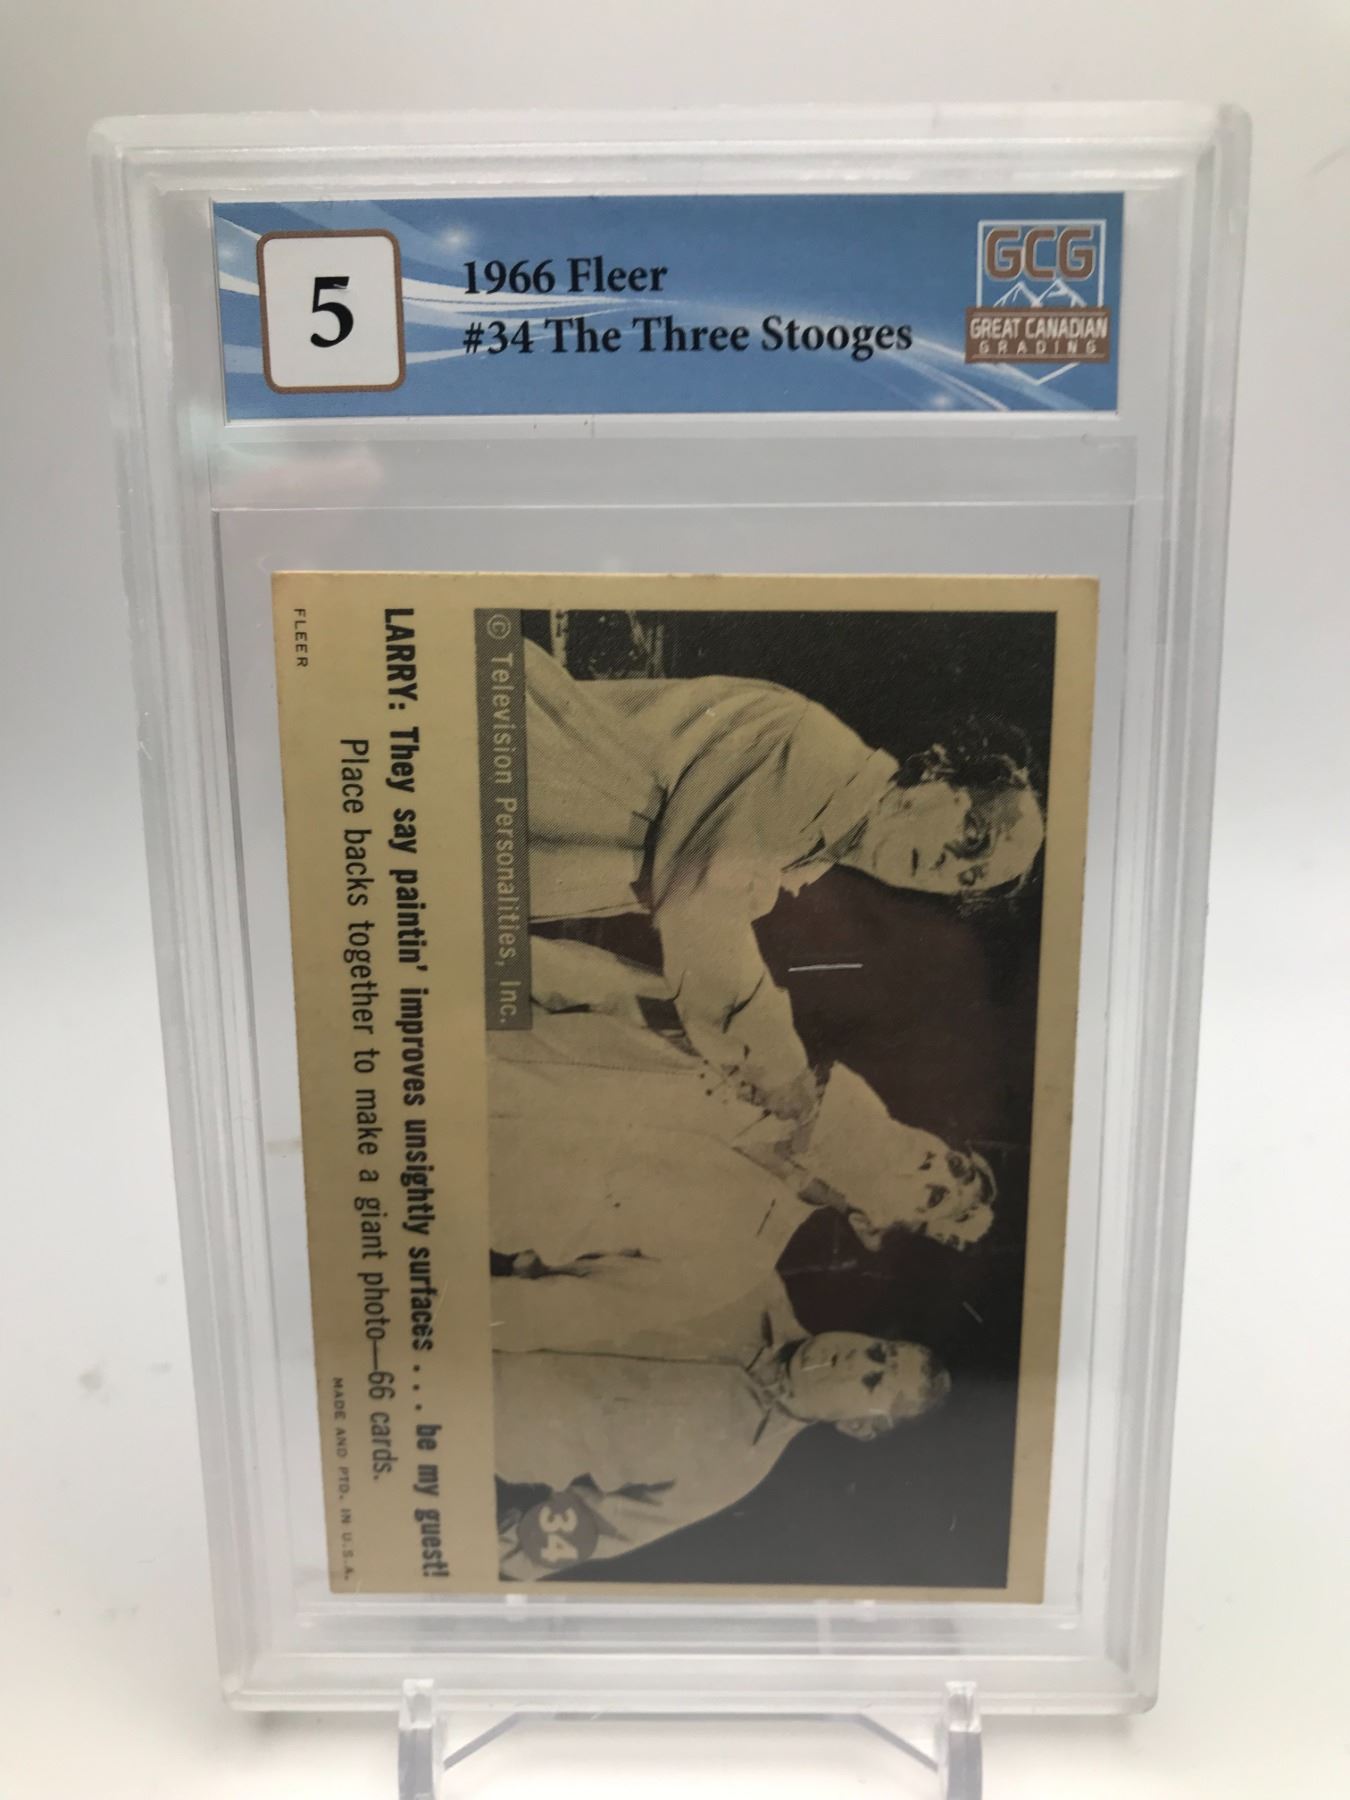 5
1966 Fleer
#34 The Three Stooges
GCG
GREAT CANADIAN
GRADING
© Television Personalities, Inc.
34
LARRY: They say paintin' improves unsightly surfaces . . . be my guest!
Place backs together to make a giant photo—66 cards.
FLEER
MADE AND PTD. IN U.S.A.